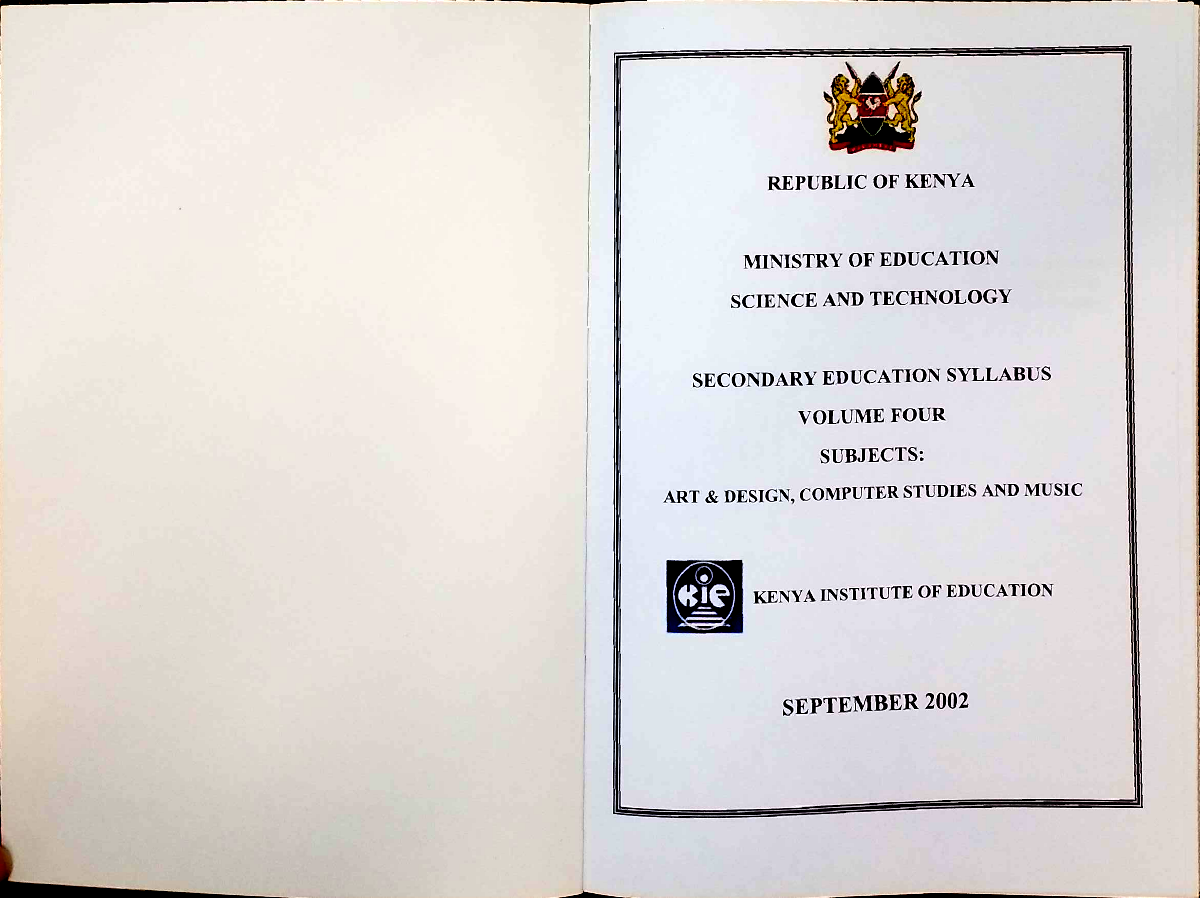 REPUBLIC OF KENYA
MINISTRY OF EDUCATION
SCIENCE AND TECHNOLOGY
SECONDARY EDUCATION SYLLABUS
VOLUME FOUR
SUBJECTS:
ART & DESIGN, COMPUTER STUDIES AND MUSIC
kie
KENYA INSTITUTE OF EDUCATION
SEPTEMBER 2002